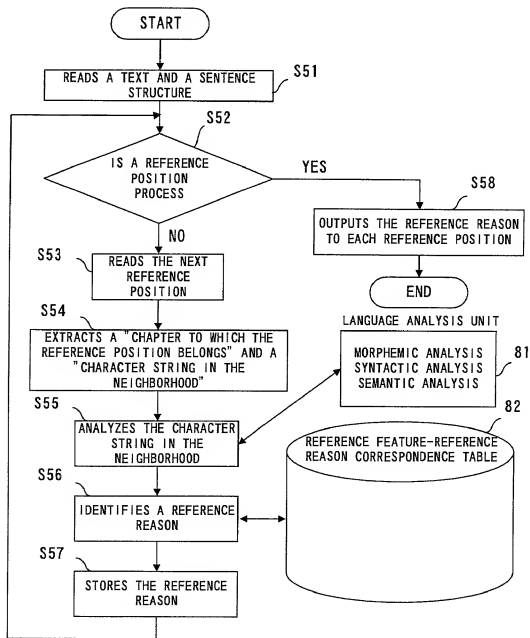 START
READS A TEXT AND A SENTENCE
STRUCTURE
S51
S52
IS A REFERENCE
POSITION
PROCESS
YES
NO
S58
OUTPUTS THE REFERENCE REASON
TO EACH REFERENCE POSITION
END
S53
READS THE NEXT
REFERENCE
POSITION
S54
EXTRACTS A "CHAPTER TO WHICH THE
REFERENCE POSITION BELONGS" AND A
"CHARACTER STRING IN THE
NEIGHBORHOOD"
LANGUAGE ANALYSIS UNIT
MORPHEMIC ANALYSIS
SYNTACTIC ANALYSIS
SEMANTIC ANALYSIS
81
S55
ANALYZES THE CHARACTER
STRING IN THE
NEIGHBORHOOD
82
REFERENCE FEATURE-REFERENCE
REASON CORRESPONDENCE TABLE
S56
IDENTIFIES A REFERENCE
REASON
S57
STORES THE REFERENCE
REASON